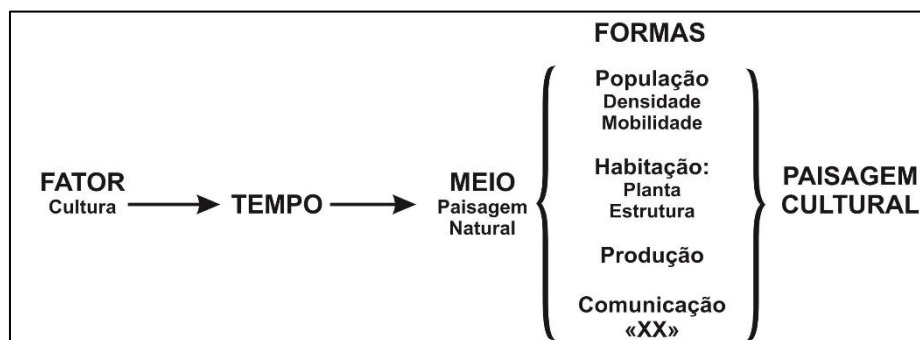 FORMAS
População
Densidade
Mobilidade
Habitação:
Planta
Estrutura
Produção
Comunicação
«XX»
FATOR
Cultura
TEMPO
MEIO
Paisagem
Natural
PAISAGEM
CULTURAL